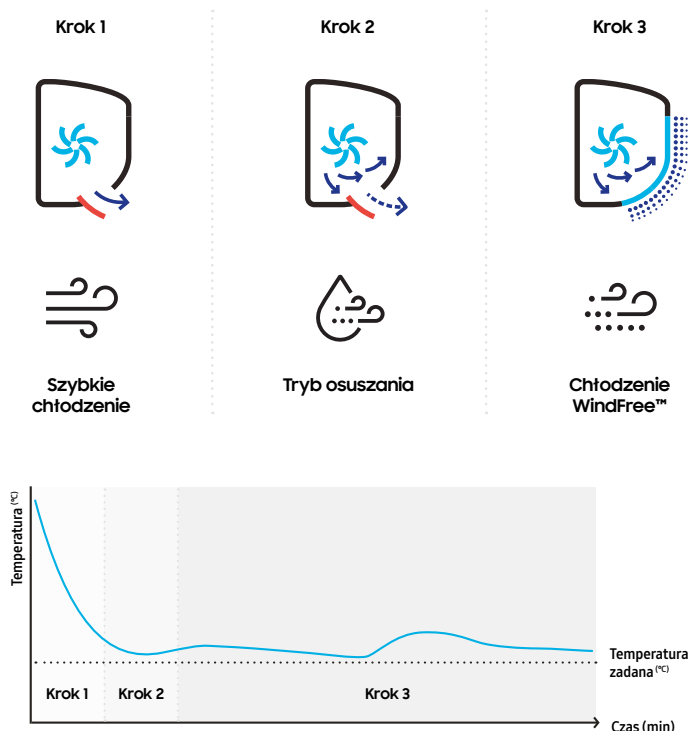 Krok 1
Krok 2
Krok 3
Szybkie
chłodzenie
Tryb osuszania
Chłodzenie
WindFree™
Temperatura (°C)
Krok 1
Krok 2
Krok 3
Temperatura
zadana (°C)
Czas (min)